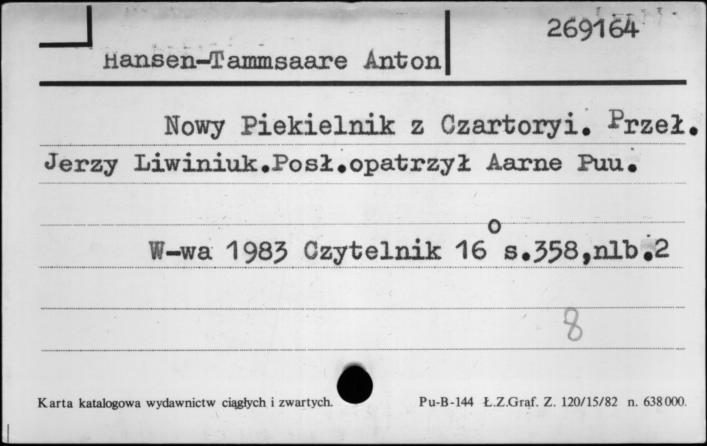 269164
Hansen-Tammsaare Anton
Nowy Piekielnik z Czartoryi. Przeł.
Jerzy Liwiniuk.Posł.opatrzył Aarne Puu.
W-wa 1983 Czytelnik 16° s.358,nlb.2
8
Karta katalogowa wydawnictw ciągłych i zwartych. Pu-B-144 Ł.Z.Graf. Z. 120/15/82 n. 638000.